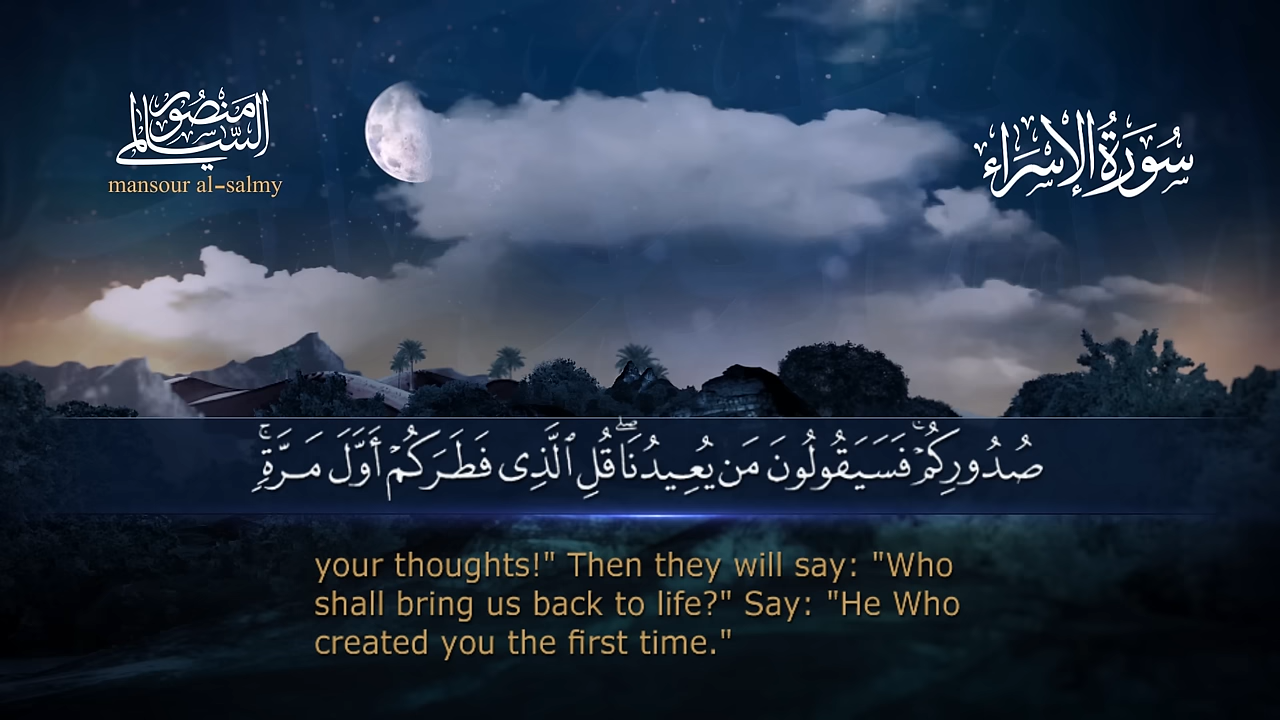 منصور
السالمي
mansour al-salmy
سُورَةُ الإِسْرَاء
صُدُورِكُمْ ۚ فَسَيَقُولُونَ مَن يُعِيدُنَا ۖ قُلِ ٱلَّذِى فَطَرَكُمْ أَوَّلَ مَرَّةٍ ۚ
your thoughts!" Then they will say: "Who
shall bring us back to life?" Say: "He Who
created you the first time."